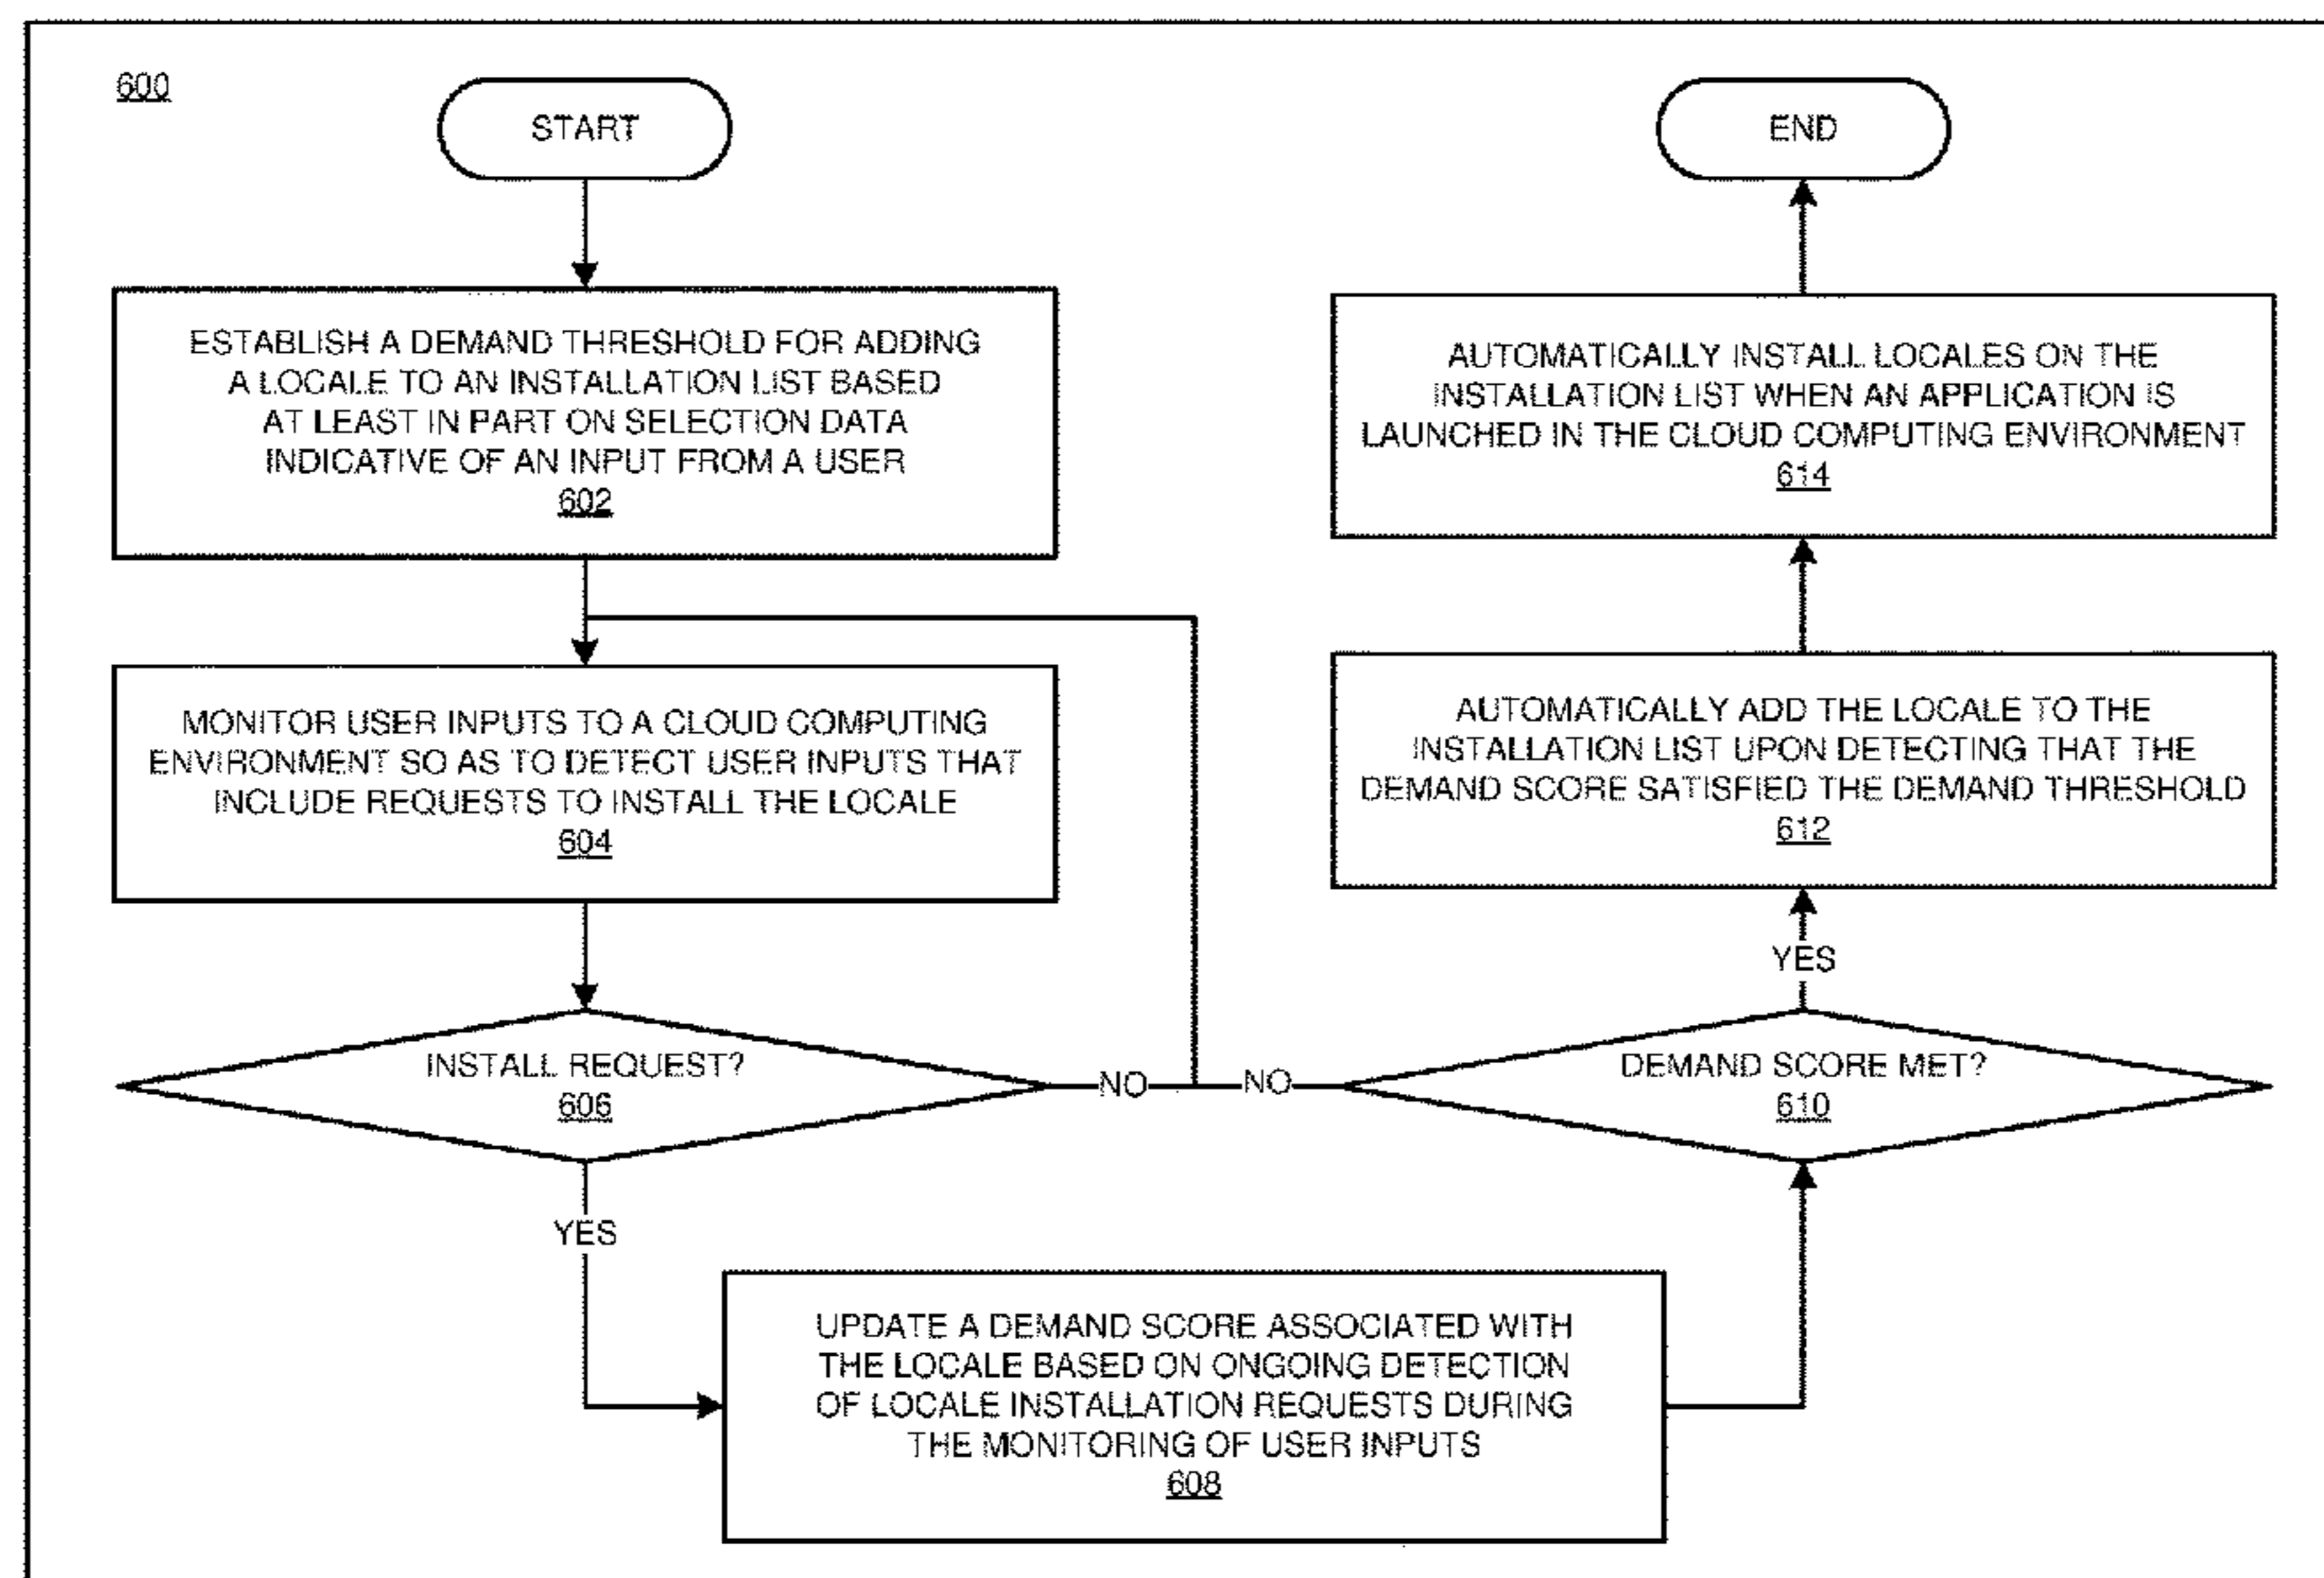 600
START
ESTABLISH A DEMAND THRESHOLD FOR ADDING
A LOCALE TO AN INSTALLATION LIST BASED
AT LEAST IN PART ON SELECTION DATA
INDICATIVE OF AN INPUT FROM A USER
602
MONITOR USER INPUTS TO A CLOUD COMPUTING
ENVIRONMENT SO AS TO DETECT USER INPUTS THAT
INCLUDE REQUESTS TO INSTALL THE LOCALE
604
INSTALL REQUEST?
606
NO
YES
UPDATE A DEMAND SCORE ASSOCIATED WITH
THE LOCALE BASED ON ONGOING DETECTION
OF LOCALE INSTALLATION REQUESTS DURING
THE MONITORING OF USER INPUTS
608
DEMAND SCORE MET?
610
NO
YES
AUTOMATICALLY ADD THE LOCALE TO THE
INSTALLATION LIST UPON DETECTING THAT THE
DEMAND SCORE SATISFIED THE DEMAND THRESHOLD
612
AUTOMATICALLY INSTALL LOCALES ON THE
INSTALLATION LIST WHEN AN APPLICATION IS
LAUNCHED IN THE CLOUD COMPUTING ENVIRONMENT
614
END